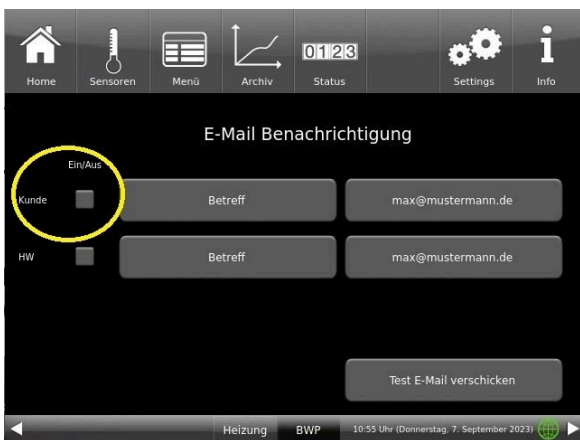 Home Sensoren Menü Archiv 0123 Status Settings i Info
E-Mail Benachrichtigung
Ein/Aus
Kunde Betreff max@mustermann.de
HW Betreff max@mustermann.de
Test E-Mail verschicken
Heizung BWP 10:55 Uhr (Donnerstag, 7. September 2023)